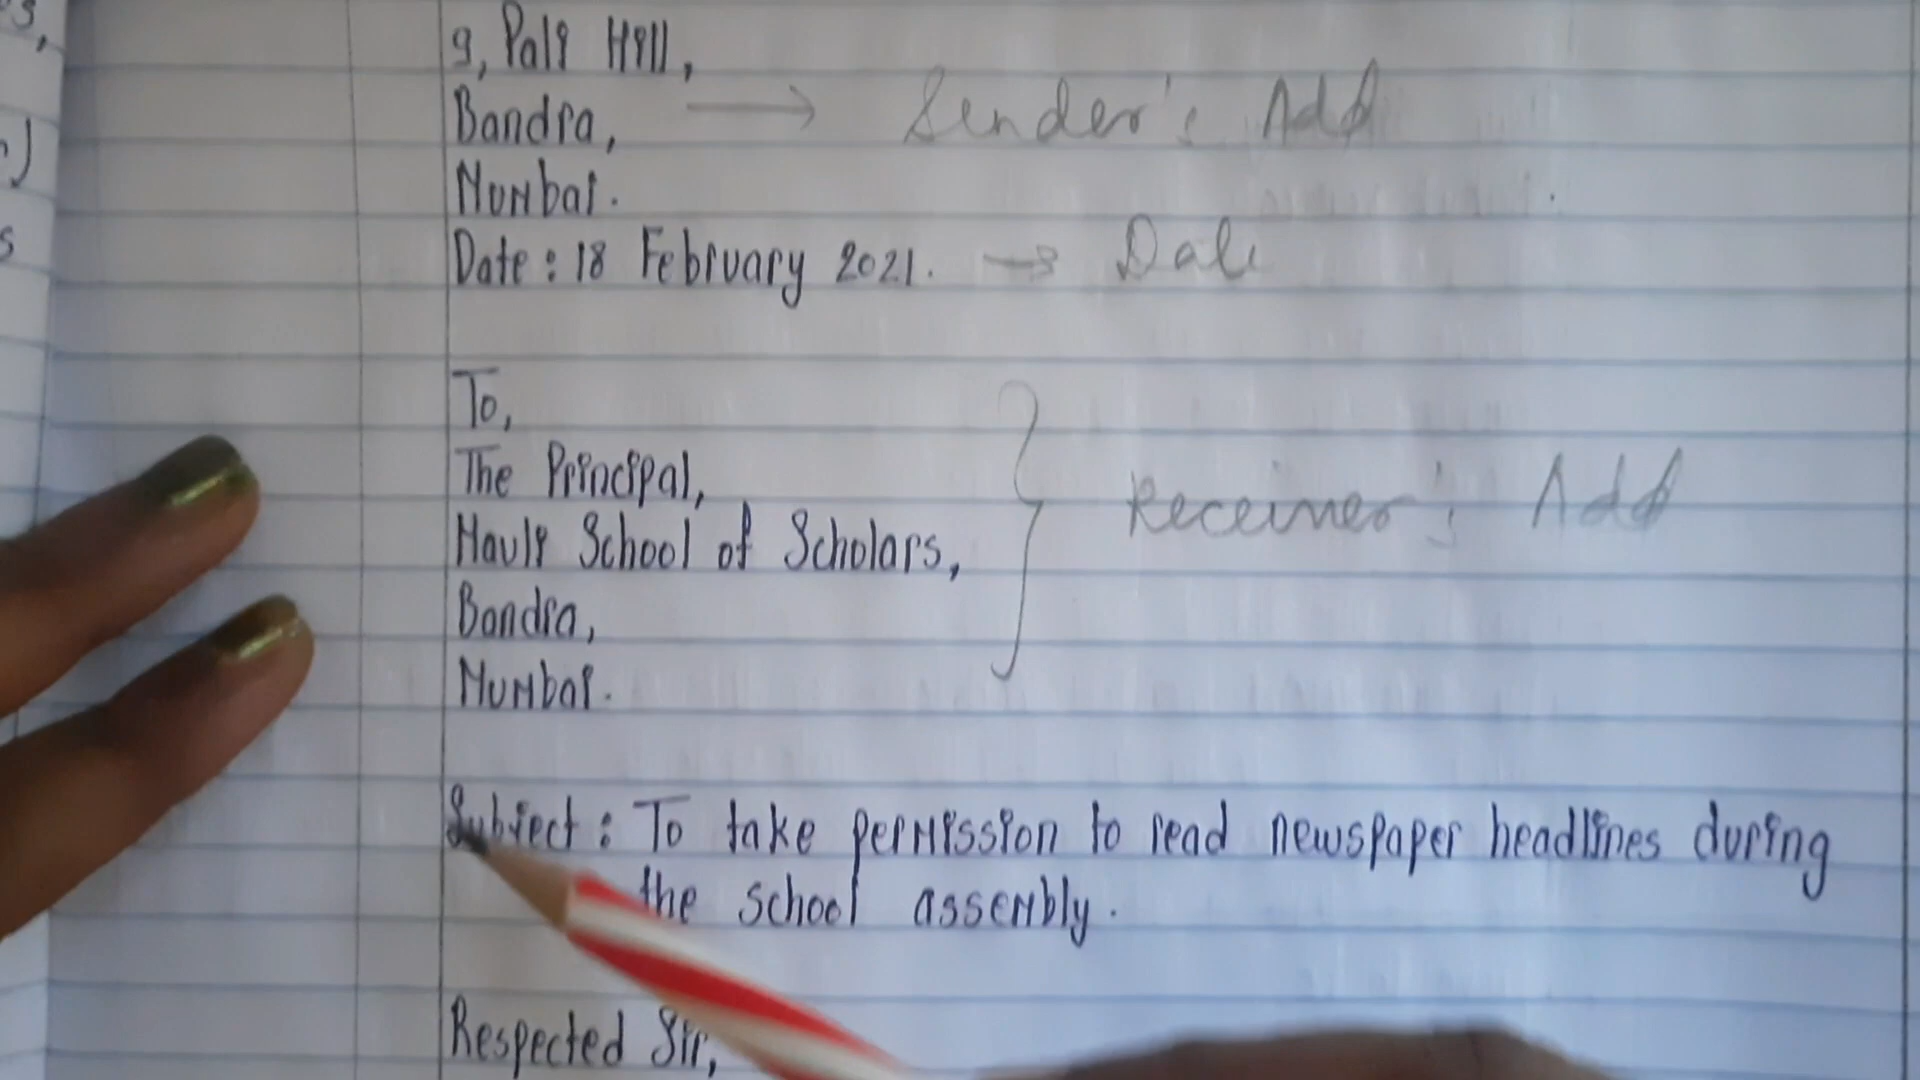 9, Pali Hill,
Bandra, → Sender's Add
Mumbai.
Date: 18 February 2021. → Date
To,
The Principal,
Mauli School of Scholars,
Receiver's Add
Bandra,
Mumbai.
Subject: To take permission to read newspaper headlines during
the school assembly.
Respected Sir,